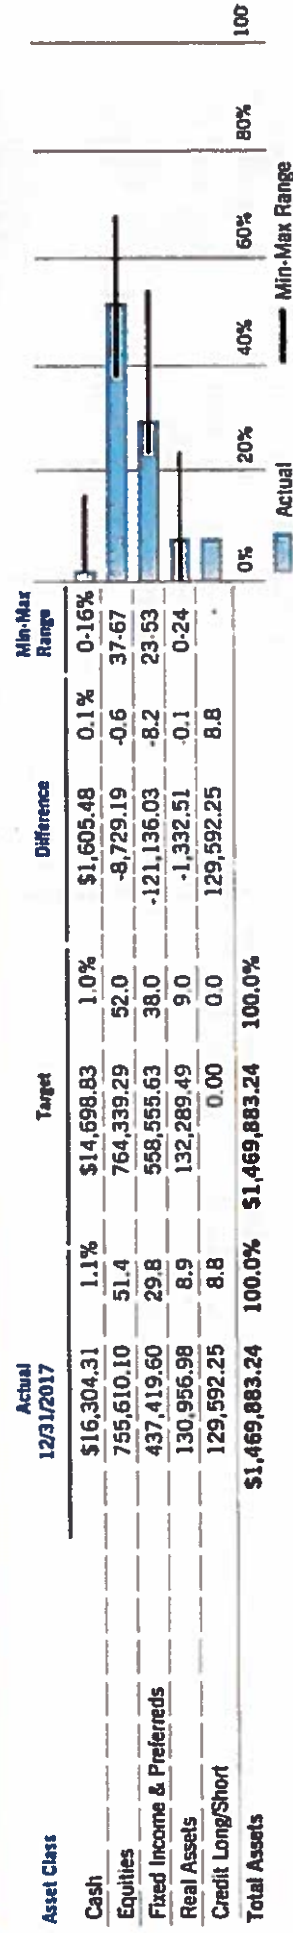 Asset Class Actual 12/31/2017 Target Difference Min-Max Range
Cash $16,304.31 1.1% $14,698.83 1.0% $1,605.48 0.1% 0-16%
Equities 755,610.10 51.4 764,339.29 52.0 -8,729.19 -0.6 37-67
Fixed Income & Preferreds 437,419.60 29.8 558,555.63 38.0 -121,136.03 -8.2 23-53
Real Assets 130,956.98 8.9 132,289.49 9.0 -1,332.51 -0.1 0-24
Credit Long/Short 129,592.25 8.8 0.00 0.0 129,592.25 8.8 -
Total Assets $1,469,883.24 100.0% $1,469,883.24 100.0%
0% 20% 40% 60% 80% 100
Actual Min-Max Range